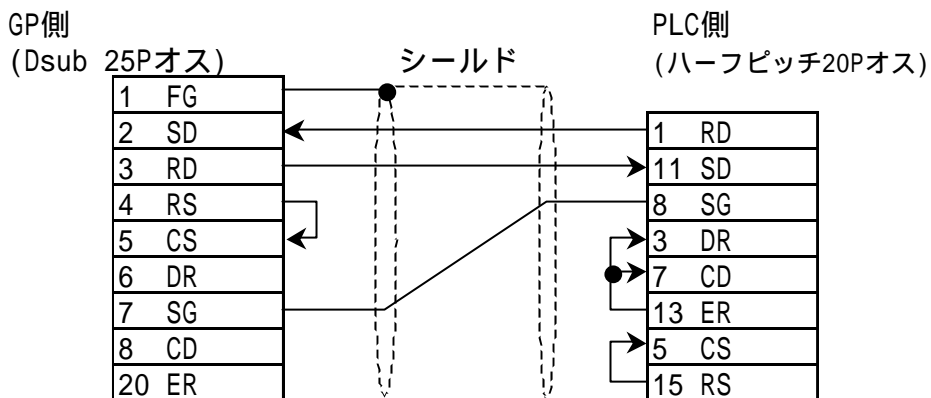 GP側
(Dsub 25Pオス)
シールド
PLC側
(ハーフピッチ20Pオス)
1 FG
2 SD
3 RD
4 RS
5 CS
6 DR
7 SG
8 CD
20 ER
1 RD
11 SD
8 SG
3 DR
7 CD
13 ER
5 CS
15 RS